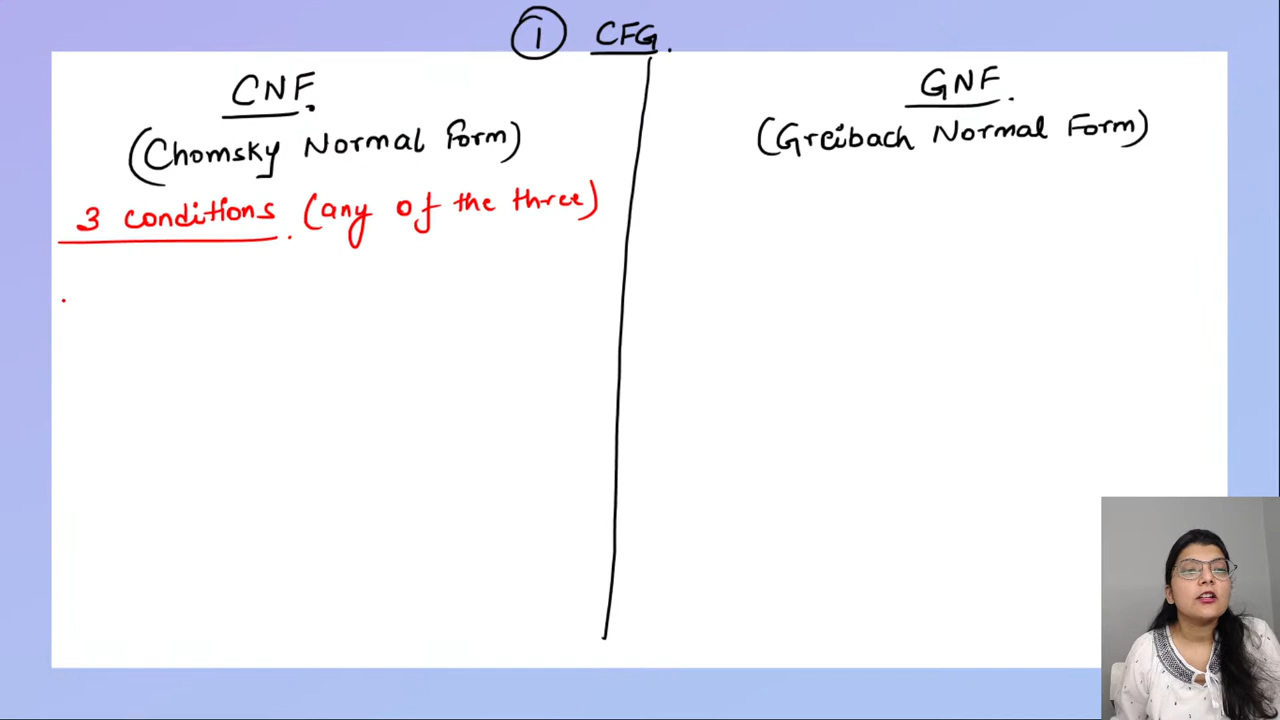 1 CFG.
CNF.
(Chomsky Normal Form)
3 conditions. (any of the three)
GNF.
(Greibach Normal Form)